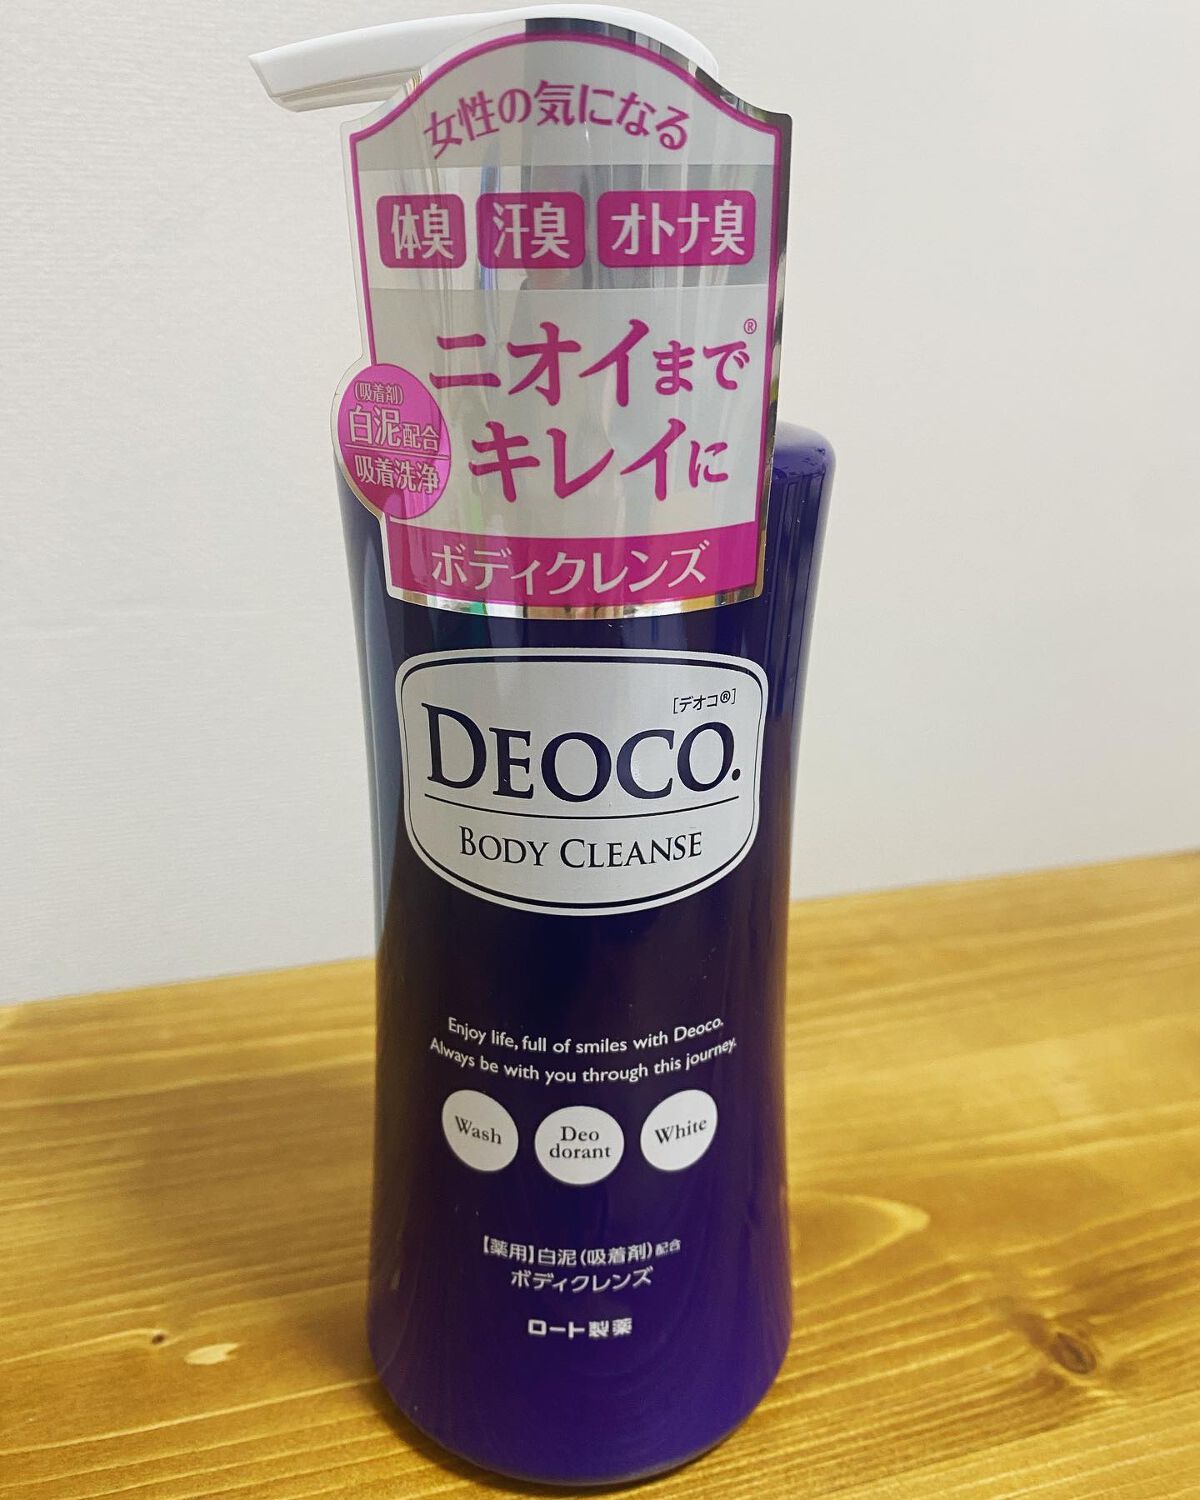 女性の気になる
体臭 汗臭 オトナ臭
ニオイまで®
キレイに
(吸着剤)
白泥配合
吸着洗浄
ボディクレンズ
[デオコ®]
DEOCO.
BODY CLEANSE
Enjoy life, full of smiles with Deoco.
Always be with you through this journey.
Wash
Deo
dorant
White
【薬用】白泥(吸着剤)配合
ボディクレンズ
ロート製薬